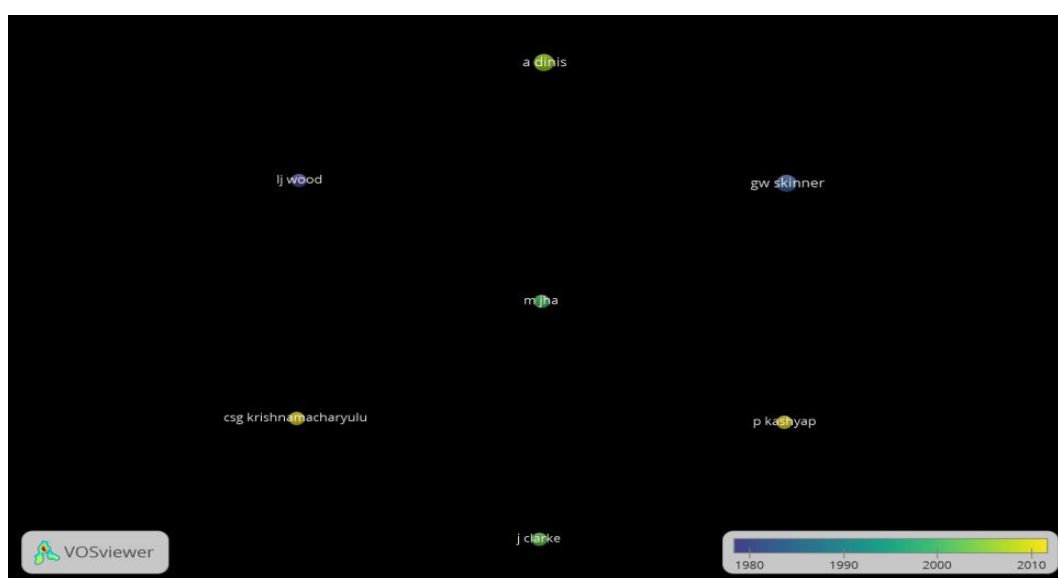 a dinis
lj wood
gw skinner
m jha
csg krishnamacharyulu
p kashyap
j clarke
VOSviewer
1980 1990 2000 2010